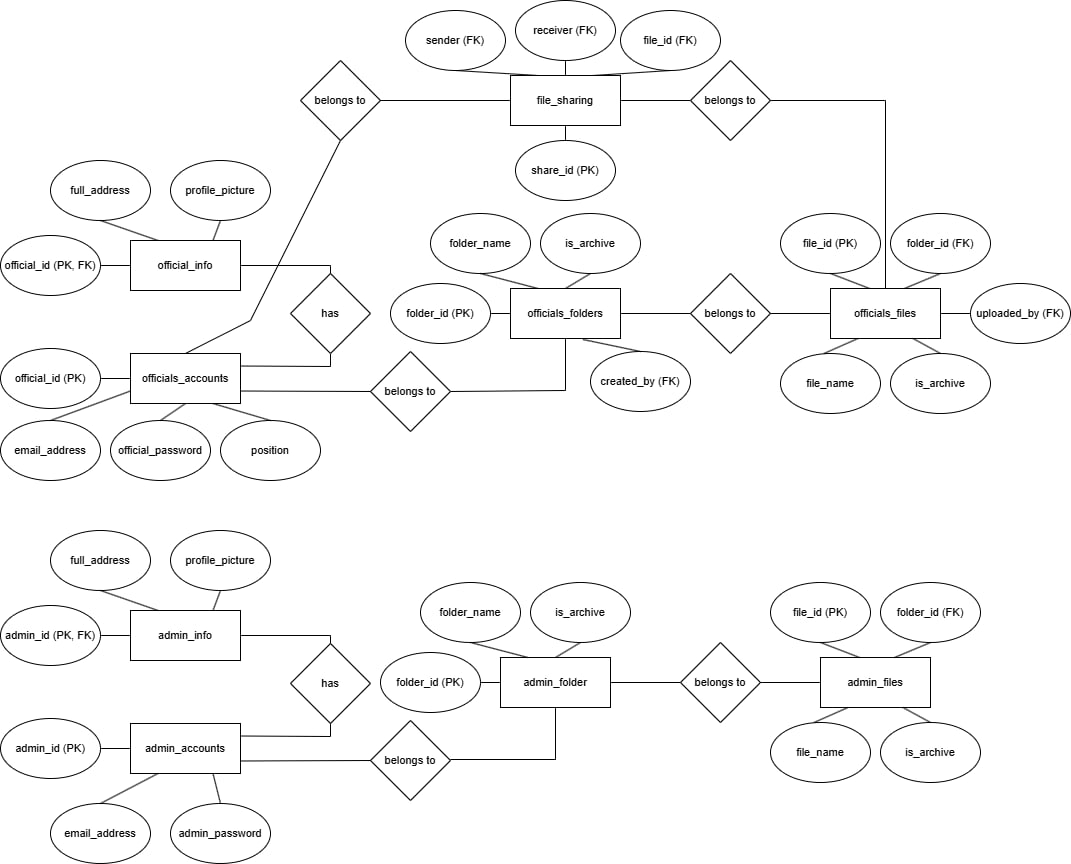 receiver (FK)
sender (FK)
file_id (FK)
belongs to
file_sharing
belongs to
share_id (PK)
full_address
profile_picture
folder_name
is_archive
file_id (PK)
folder_id (FK)
official_id (PK, FK)
official_info
has
folder_id (PK)
officials_folders
belongs to
officials_files
uploaded_by (FK)
official_id (PK)
officials_accounts
belongs to
created_by (FK)
file_name
is_archive
email_address
official_password
position
full_address
profile_picture
folder_name
is_archive
file_id (PK)
folder_id (FK)
admin_id (PK, FK)
admin_info
has
folder_id (PK)
admin_folder
belongs to
admin_files
admin_id (PK)
admin_accounts
belongs to
file_name
is_archive
email_address
admin_password